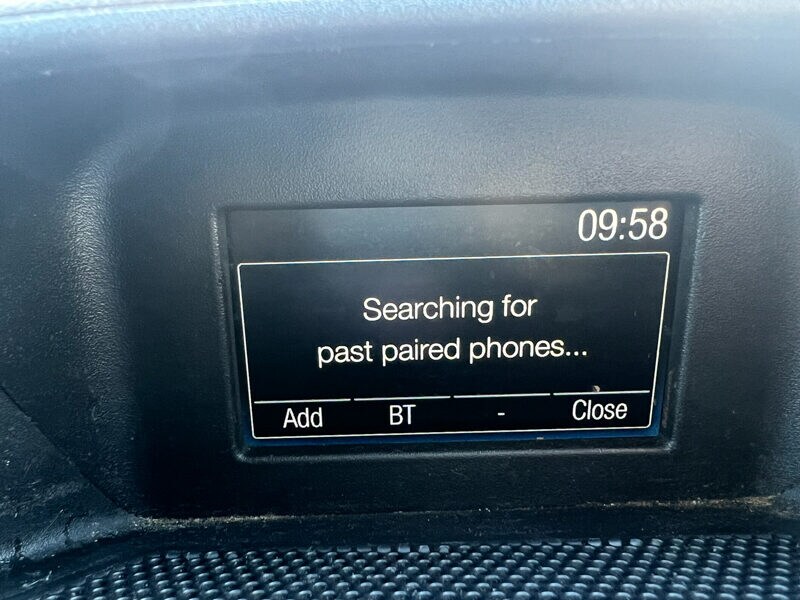 09:58
Searching for
past paired phones...
Add BT - Close